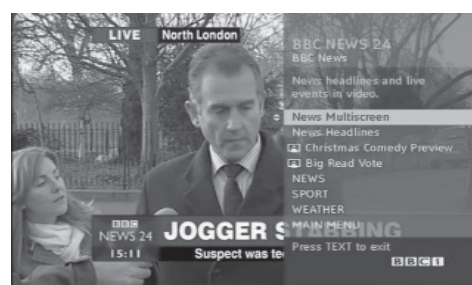 LIVE North London
BBC NEWS 24
BBC News
News headlines and live
events in video.
News Multiscreen
News Headlines
Christmas Comedy Preview
Big Read Vote
NEWS
SPORT
WEATHER
MAIN MENU
Press TEXT to exit
BBC 1
BBC
NEWS 24
15:11
JOGGER STABBING
Suspect was te